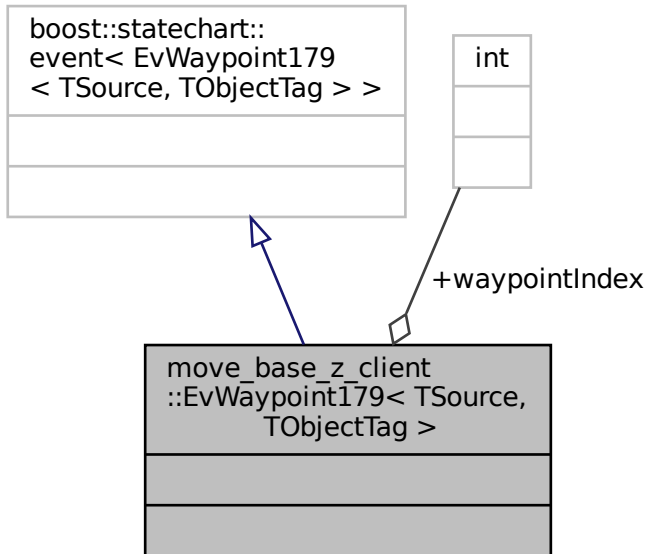 boost::statechart::
event< EvWaypoint179
< TSource, TObjectTag > >
int
+waypointIndex
move_base_z_client
::EvWaypoint179< TSource,
TObjectTag >